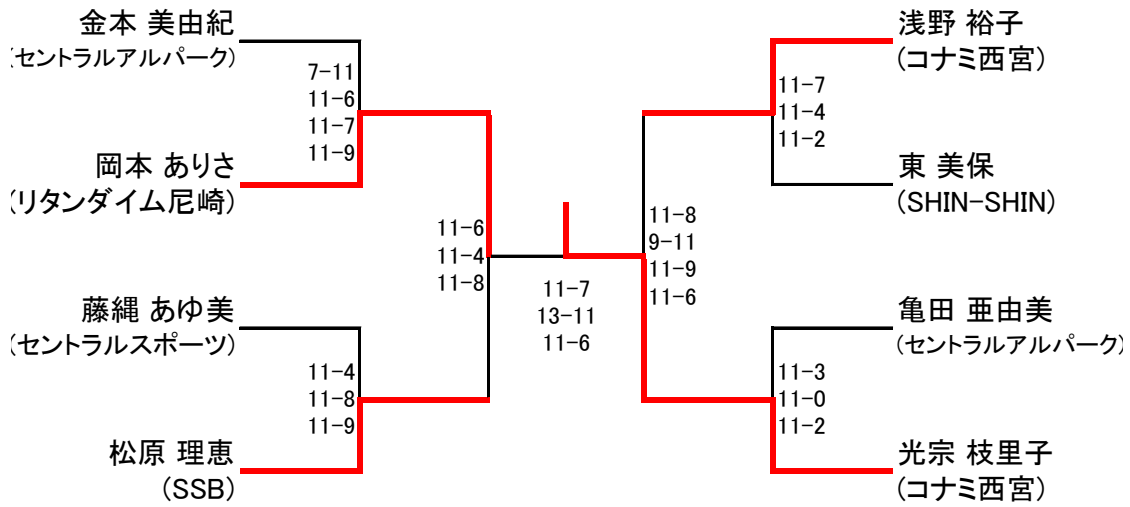 金本 美由紀
(セントラルアルパーク)
7-11
11-6
11-7
11-9
岡本 ありさ
(リタンダイム尼崎)
11-6
11-4
11-8
藤縄 あゆ美
(セントラルスポーツ)
11-4
11-8
11-9
松原 理恵
(SSB)
11-7
13-11
11-6
浅野 裕子
(コナミ西宮)
11-7
11-4
11-2
東 美保
(SHIN-SHIN)
11-8
9-11
11-9
11-6
亀田 亜由美
(セントラルアルパーク)
11-3
11-0
11-2
光宗 枝里子
(コナミ西宮)